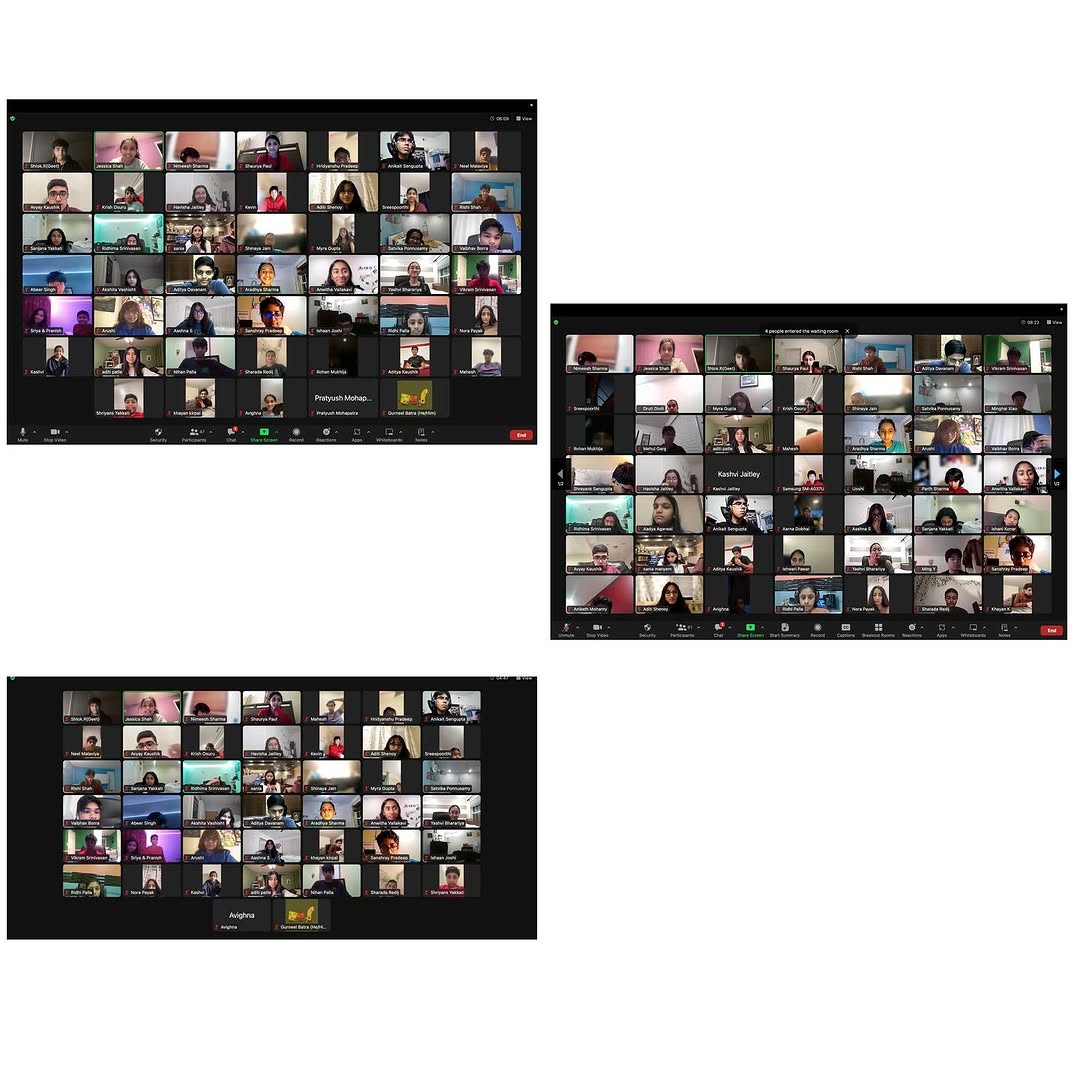 06:09 View
Shlok.R(Geet) Jessica Shah Nimeesh Sharma Shaurya Paul Hridyanshu Pradeep Anikait Sengupta Neel Malaviya
Avyay Kaushik Krish Osuru Havisha Jaitley Kevin Aditi Shenoy Sreespoorthi Rishi Shah
Sanjana Yakkati Ridhima Srinivasan sania Shinaya Jain Myra Gupta Satvika Ponnusamy Vaibhav Borra
Abeer Singh Akshita Vashisht Aditya Davanam Aradhya Sharma Anwitha Vallakavi Yashvi Bharariya Vikram Srinivasan
Sriya & Pranish Arushi Aashna S Sanshray Pradeep Ishaan Joshi Ridhi Palla Nora Payak
Kashvi aditi patle Nihan Palla Sharada Redij Rohan Mukhija Aditya Kaushik Mahesh
Pratyush Mohap...
Shriyans Yakkati khayan kirpal Avighna Pratyush Mohapatra Gurneel Batra (He/Him)
Mute Stop Video Security Participants 47 Chat Share Screen Record Reactions Apps Whiteboards Notes End
08:22 View
4 people entered the waiting room
Nimeesh Sharma Jessica Shah Shlok.R(Geet) Shaurya Paul Rishi Shah Aditya Davanam Vikram Srinivasan
Sreespoorthi Druti Divili Myra Gupta Krish Osuru Shinaya Jain Satvika Ponnusamy Minghai Xiao
Rohan Mukhija Mehul Garg aditi patle Mahesh Aradhya Sharma Arushi Vaibhav Borra
Kashvi Jaitley
1/2 1/2
Shreyank Sengupta Havisha Jaitley Kashvi Jaitley Samsung SM-A037U Parth Sharma Anwitha Vallakavi
Ridhima Srinivasan Aadya Agarwal Anikait Sengupta Aarna Dobhal Aashna S Sanjana Yakkati Ishani Konar
Avyay Kaushik sania manyam Aditya Kaushik Ishwari Pawar Yashvi Bharariya Ming Y Sanshray Pradeep
Aniketh Mohanty Aditi Shenoy Avighna Ridhi Palla Nora Payak Sharada Redij Khayan K
Unmute Stop Video Security Participants 61 Chat Share Screen Start Summary Record Captions Breakout Rooms Reactions Apps Whiteboards Notes End
04:47 View
Shlok.R(Geet) Jessica Shah Nimeesh Sharma Shaurya Paul Mahesh Hridyanshu Pradeep Anikait Sengupta
Neel Malaviya Avyay Kaushik Krish Osuru Havisha Jaitley Kevin Aditi Shenoy Sreespoorthi
Rishi Shah Sanjana Yakkati Ridhima Srinivasan sania Shinaya Jain Myra Gupta Satvika Ponnusamy
Vaibhav Borra Abeer Singh Akshita Vashisht Aditya Davanam Aradhya Sharma Anwitha Vallakavi Yashvi Bharariya
Vikram Srinivasan Sriya & Pranish Arushi Aashna S khayan kirpal Sanshray Pradeep Ishaan Joshi
Ridhi Palla Nora Payak Kashvi aditi patle Nihan Palla Sharada Redij Shriyans Yakkati
Avighna
Avighna Gurneel Batra (He/Hi...